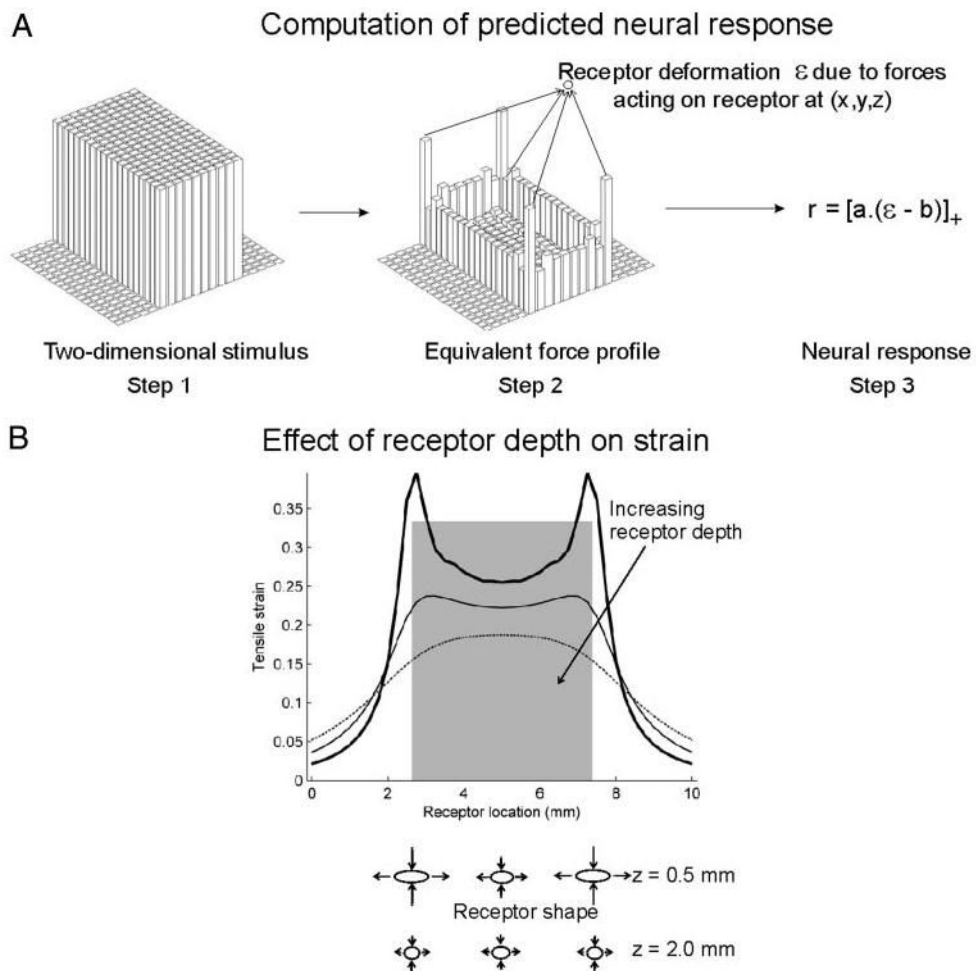 A
Computation of predicted neural response
Receptor deformation ε due to forces
acting on receptor at (x,y,z)
r = [a.(ε - b)]+
Two-dimensional stimulus
Step 1
Equivalent force profile
Step 2
Neural response
Step 3
B
Effect of receptor depth on strain
0.35
0.3
0.25
0.2
0.15
0.1
0.05
0
Tensile strain
Increasing
receptor depth
0 2 4 6 8 10
Receptor location (mm)
z = 0.5 mm
Receptor shape
z = 2.0 mm